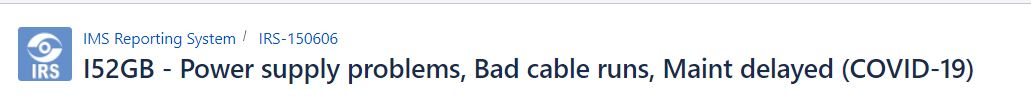 IMS Reporting System / IRS-150606
IRS
I52GB - Power supply problems, Bad cable runs, Maint delayed (COVID-19)